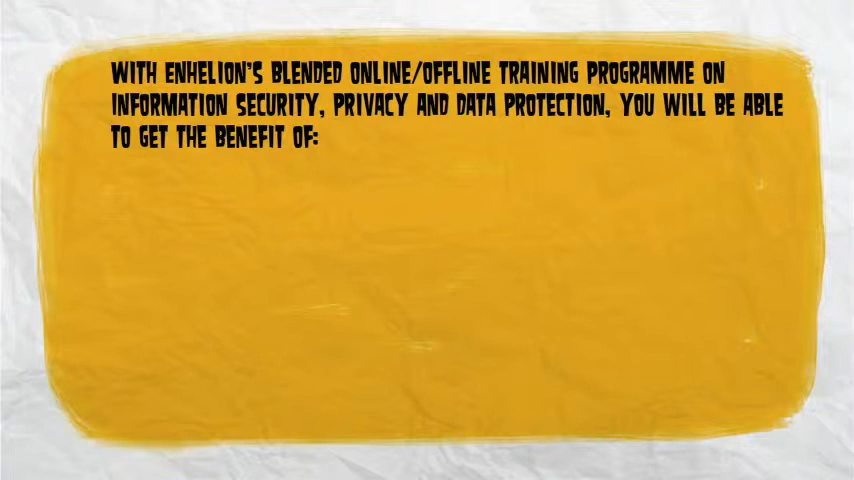 WITH ENHELION'S BLENDED ONLINE/OFFLINE TRAINING PROGRAMME ON
INFORMATION SECURITY, PRIVACY AND DATA PROTECTION, YOU WILL BE ABLE
TO GET THE BENEFIT OF: